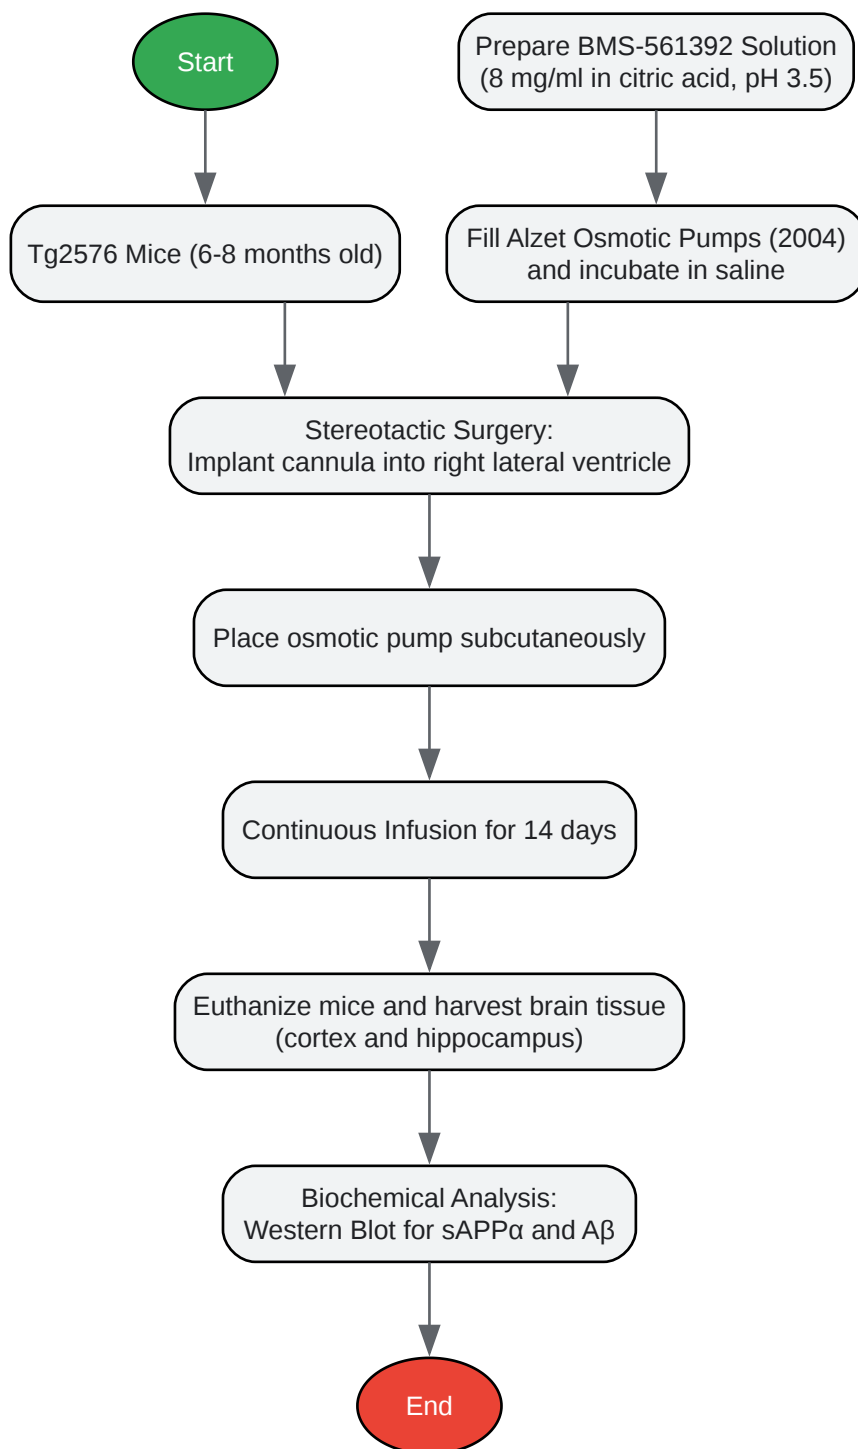 Start
Prepare BMS-561392 Solution
(8 mg/ml in citric acid, pH 3.5)
Tg2576 Mice (6-8 months old)
Fill Alzet Osmotic Pumps (2004)
and incubate in saline
Stereotactic Surgery:
Implant cannula into right lateral ventricle
Place osmotic pump subcutaneously
Continuous Infusion for 14 days
Euthanize mice and harvest brain tissue
(cortex and hippocampus)
Biochemical Analysis:
Western Blot for sAPPα and Aβ
End